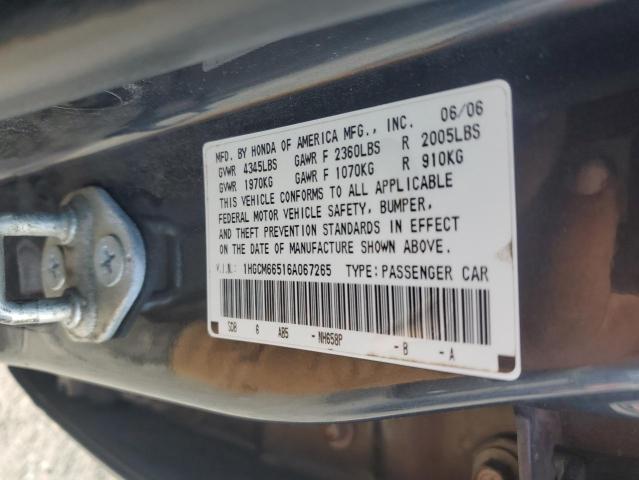 06/06
MFD. BY HONDA OF AMERICA MFG., INC.
GVWR 4345LBS GAWR F 2360LBS R 2005LBS
GVWR 1970KG GAWR F 1070KG R 910KG
THIS VEHICLE CONFORMS TO ALL APPLICABLE
FEDERAL MOTOR VEHICLE SAFETY, BUMPER,
AND THEFT PREVENTION STANDARDS IN EFFECT
ON THE DATE OF MANUFACTURE SHOWN ABOVE.
V.I.N.: 1HGCM66516A067265 TYPE: PASSENGER CAR
SD8 6 AB5 - NH658P - B - A